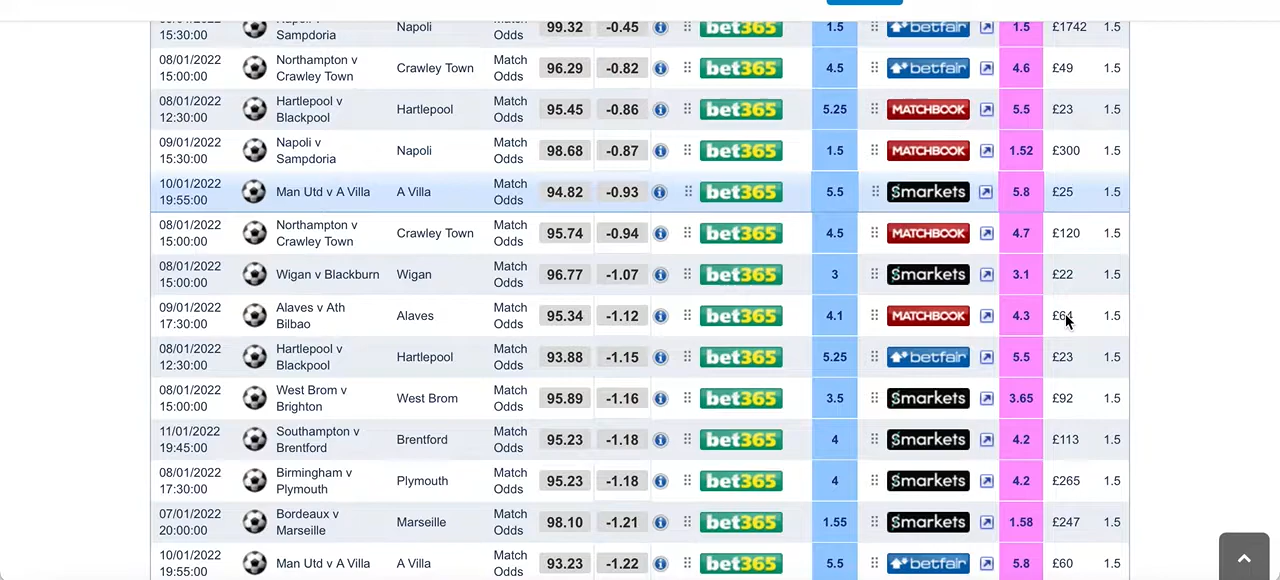 15:30:00 Sampdoria Napoli 99.32 -0.45 bet365 1.5 betfair 1.5 £1742 1.5
08/01/2022 Northampton v Match
15:00:00 Crawley Town Crawley Town Odds 96.29 -0.82 bet365 4.5 betfair 4.6 £49 1.5
08/01/2022 Hartlepool v Match
12:30:00 Blackpool Hartlepool Odds 95.45 -0.86 bet365 5.25 MATCHBOOK 5.5 £23 1.5
09/01/2022 Napoli v Match
15:30:00 Sampdoria Napoli Odds 98.68 -0.87 bet365 1.5 MATCHBOOK 1.52 £300 1.5
10/01/2022 Match
19:55:00 Man Utd v A Villa A Villa Odds 94.82 -0.93 bet365 5.5 Smarkets 5.8 £25 1.5
08/01/2022 Northampton v Match
15:00:00 Crawley Town Crawley Town Odds 95.74 -0.94 bet365 4.5 MATCHBOOK 4.7 £120 1.5
08/01/2022 Match
15:00:00 Wigan v Blackburn Wigan Odds 96.77 -1.07 bet365 3 Smarkets 3.1 £22 1.5
09/01/2022 Alaves v Ath Match
17:30:00 Bilbao Alaves Odds 95.34 -1.12 bet365 4.1 MATCHBOOK 4.3 1.5
08/01/2022 Hartlepool v Match
12:30:00 Blackpool Hartlepool Odds 93.88 -1.15 bet365 5.25 betfair 5.5 £23 1.5
08/01/2022 West Brom v Match
15:00:00 Brighton West Brom Odds 95.89 -1.16 bet365 3.5 Smarkets 3.65 £92 1.5
11/01/2022 Southampton v Match
19:45:00 Brentford Brentford Odds 95.23 -1.18 bet365 4 Smarkets 4.2 £113 1.5
08/01/2022 Birmingham v Match
17:30:00 Plymouth Plymouth Odds 95.23 -1.18 bet365 4 Smarkets 4.2 £265 1.5
07/01/2022 Bordeaux v Match
20:00:00 Marseille Marseille Odds 98.10 -1.21 bet365 1.55 Smarkets 1.58 £247 1.5
10/01/2022 Match
19:55:00 Man Utd v A Villa A Villa Odds 93.23 -1.22 bet365 5.5 betfair 5.8 £60 1.5